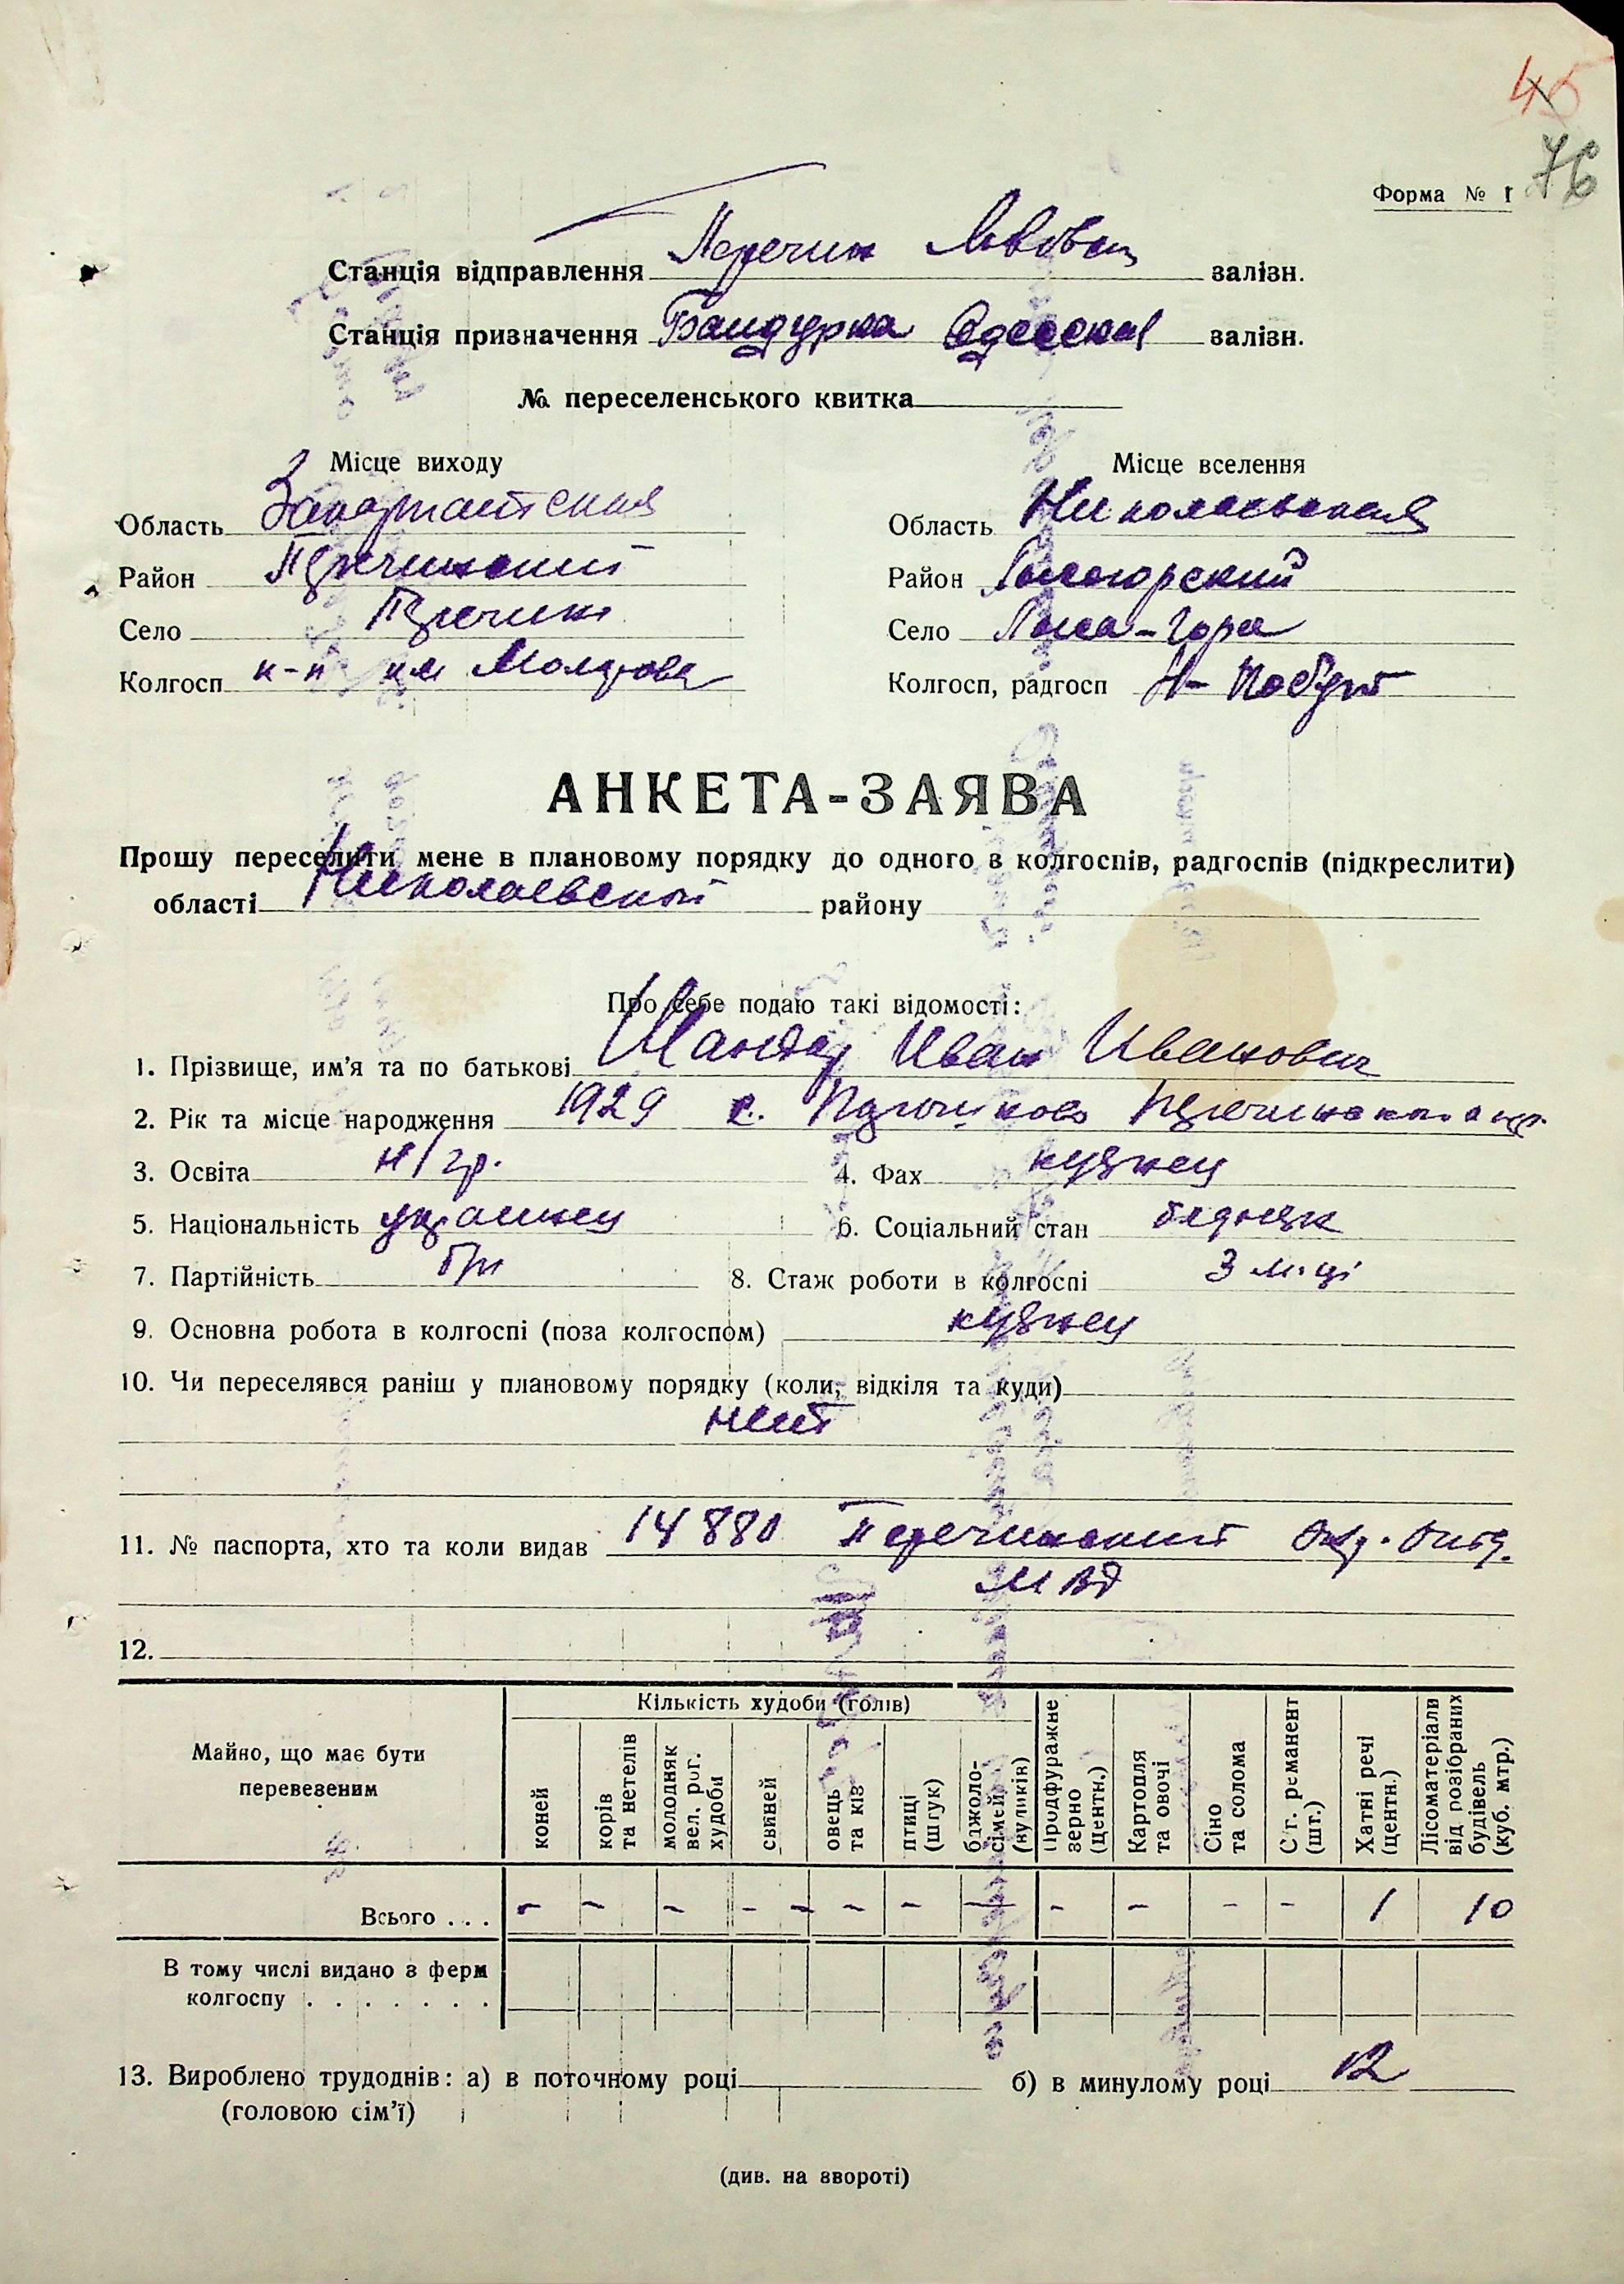 45
76
Форма № 1
Станція відправлення Перечин Львовск залізн.
Станція призначення Бандурка Одесская залізн.
№ переселенського квитка
Місце виходу
Місце вселення
Область Закарпатская
Область Николаевская
Район Перечинский
Район Лысогорский
Село Перечин
Село Лыса-Гора
Колгосп к-п им
Колгосп, радгосп
АНКЕТА-ЗАЯВА
Прошу переселити мене в плановому порядку до одного з колгоспів, радгоспів (підкреслити)
області Николаевской району
Про себе подаю такі відомості:
1. Прізвище, им’я та по батькові Иван Иванович
2. Рік та місце народження 1929 с.
3. Освіта н/гр.
4. Фах кузнец
5. Національність украинец
6. Соціальний стан бедняк
7. Партійність б/п
8. Стаж роботи в колгоспі 3 м-ці
9. Основна робота в колгоспі (поза колгоспом) кузнец
10. Чи переселявся раніш у плановому порядку (коли, відкіля та куди)
нет
11. № паспорта, хто та коли видав 14880 Перечинский
МВД
12.
Майно, що має бути перевезеним
Кількість худоби (голів)
коней
корів та нетелів
молодняк вел. рог. худоби
свиней
овець та кіз
птиці (штук)
бджоло-сімей (вуликів)
Продфуражне зерно (центн.)
Картопля та овочі
Сіно та солома
С.г. реманент (шт.)
Хатні речі (центн.)
Лісоматеріали від розібраних будівель (куб. мтр.)
Всього . . . - - - - - - - - - - - - - 1 10
В тому числі видано з ферм
колгоспу . . . . . . .
13. Вироблено трудоднів: а) в поточному році б) в минулому році 12
(головою сім’ї)
(див. на звороті)